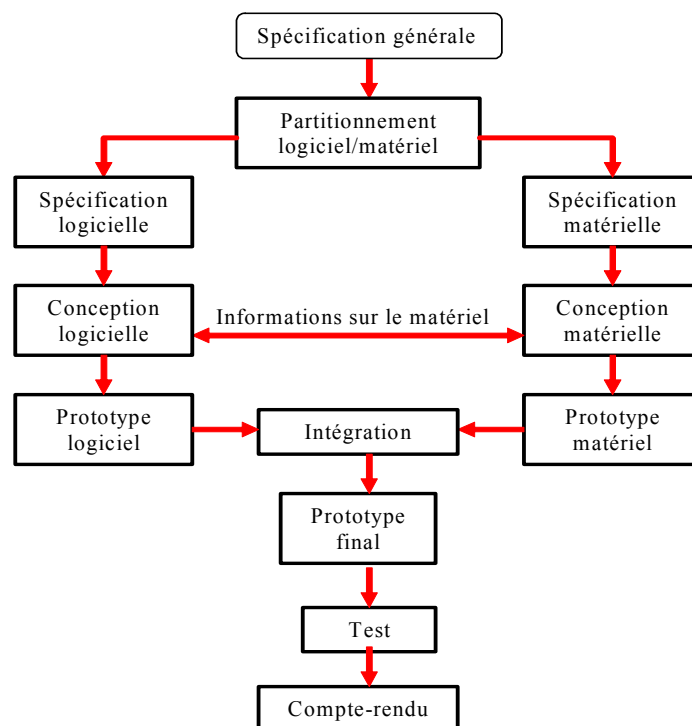 Spécification générale
Partitionnement
logiciel/matériel
Spécification
logicielle
Spécification
matérielle
Conception
logicielle
Informations sur le matériel
Conception
matérielle
Prototype
logiciel
Intégration
Prototype
matériel
Prototype
final
Test
Compte-rendu